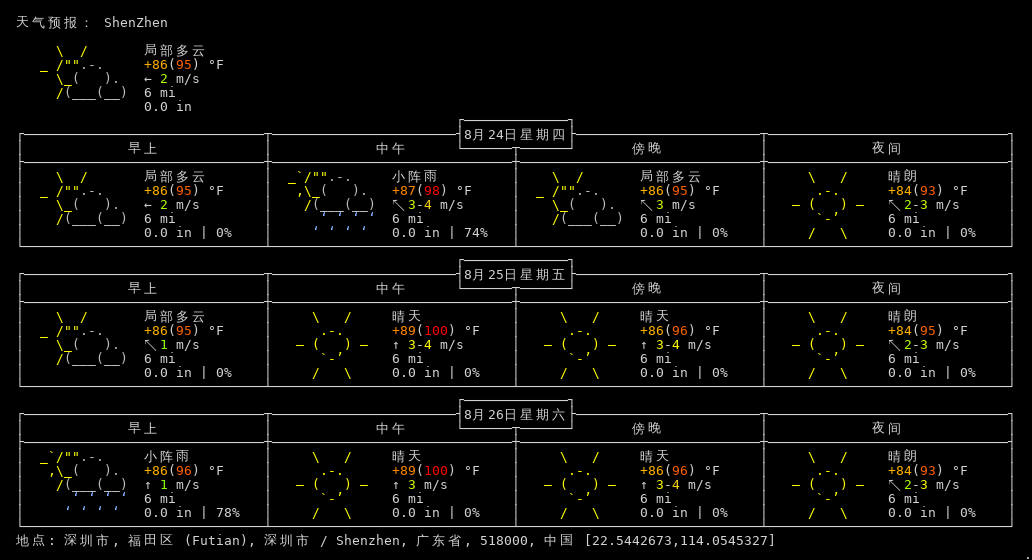 天气预报： ShenZhen
局部多云
+86(95) °F
← 2 m/s
6 mi
0.0 in
8月24日星期四
早上 中午 傍晚 夜间
局部多云 小阵雨 局部多云 晴朗
+86(95) °F +87(98) °F +86(95) °F +84(93) °F
← 2 m/s ↖ 3-4 m/s ↖ 3 m/s ↖ 2-3 m/s
6 mi 6 mi 6 mi 6 mi
0.0 in | 0% 0.0 in | 74% 0.0 in | 0% 0.0 in | 0%
8月25日星期五
早上 中午 傍晚 夜间
局部多云 晴天 晴天 晴朗
+86(95) °F +89(100) °F +86(96) °F +84(95) °F
↖ 1 m/s ↑ 3-4 m/s ↑ 3-4 m/s ↖ 2-3 m/s
6 mi 6 mi 6 mi 6 mi
0.0 in | 0% 0.0 in | 0% 0.0 in | 0% 0.0 in | 0%
8月26日星期六
早上 中午 傍晚 夜间
小阵雨 晴天 晴天 晴朗
+86(96) °F +89(100) °F +86(96) °F +84(93) °F
↑ 1 m/s ↑ 3 m/s ↑ 3-4 m/s ↖ 2-3 m/s
6 mi 6 mi 6 mi 6 mi
0.0 in | 78% 0.0 in | 0% 0.0 in | 0% 0.0 in | 0%
地点: 深圳市, 福田区 (Futian), 深圳市 / Shenzhen, 广东省, 518000, 中国 [22.5442673,114.0545327]